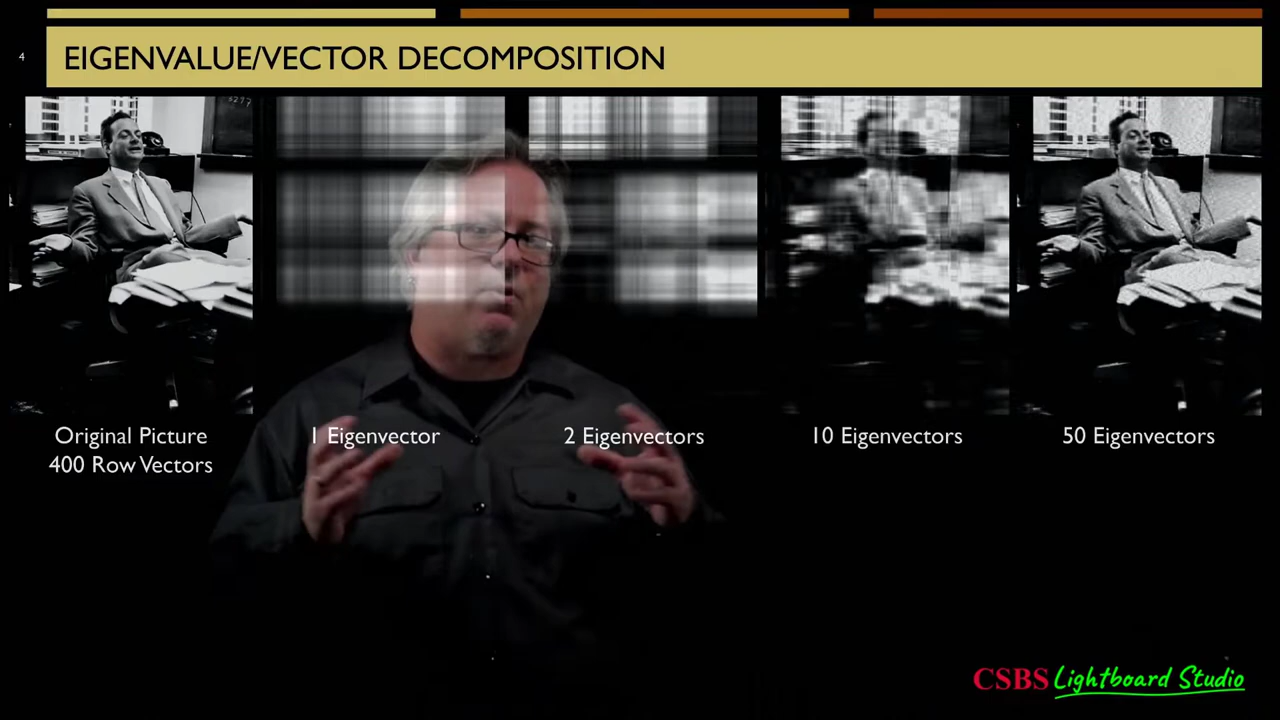 4
EIGENVALUE/VECTOR DECOMPOSITION
Original Picture
400 Row Vectors
1 Eigenvector
2 Eigenvectors
10 Eigenvectors
50 Eigenvectors
CSBS Lightboard Studio